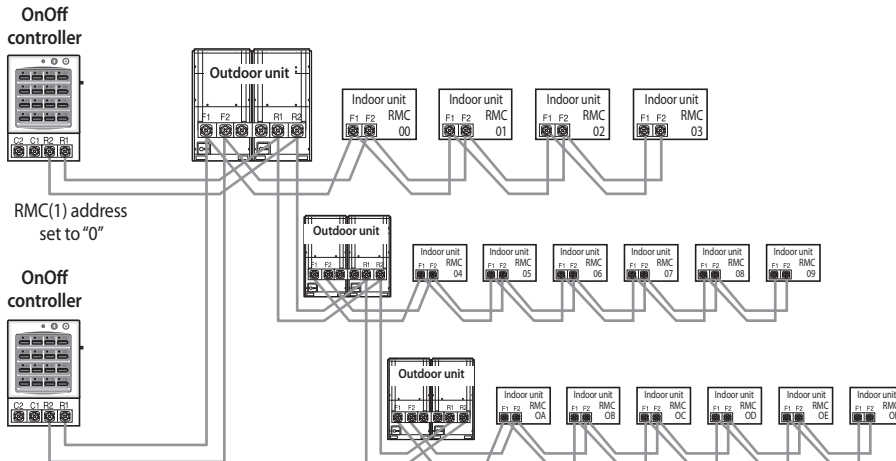 OnOff
controller
C2 C1 R2 R1
RMC(1) address
set to “0”
Outdoor unit
F1 F2 R1 R2
Indoor unit
RMC
F1 F2
00
Indoor unit
RMC
F1 F2
01
Indoor unit
RMC
F1 F2
02
Indoor unit
RMC
F1 F2
03
Outdoor unit
F1 F2 R1 R2
Indoor unit
RMC
F1 F2
04
Indoor unit
RMC
F1 F2
05
Indoor unit
RMC
F1 F2
06
Indoor unit
RMC
F1 F2
07
Indoor unit
RMC
F1 F2
08
Indoor unit
RMC
F1 F2
09
OnOff
controller
C2 C1 R2 R1
Outdoor unit
F1 F2 R1 R2
Indoor unit
RMC
F1 F2
OA
Indoor unit
RMC
F1 F2
OB
Indoor unit
RMC
F1 F2
OC
Indoor unit
RMC
F1 F2
OD
Indoor unit
RMC
F1 F2
OE
Indoor unit
RMC
F1 F2